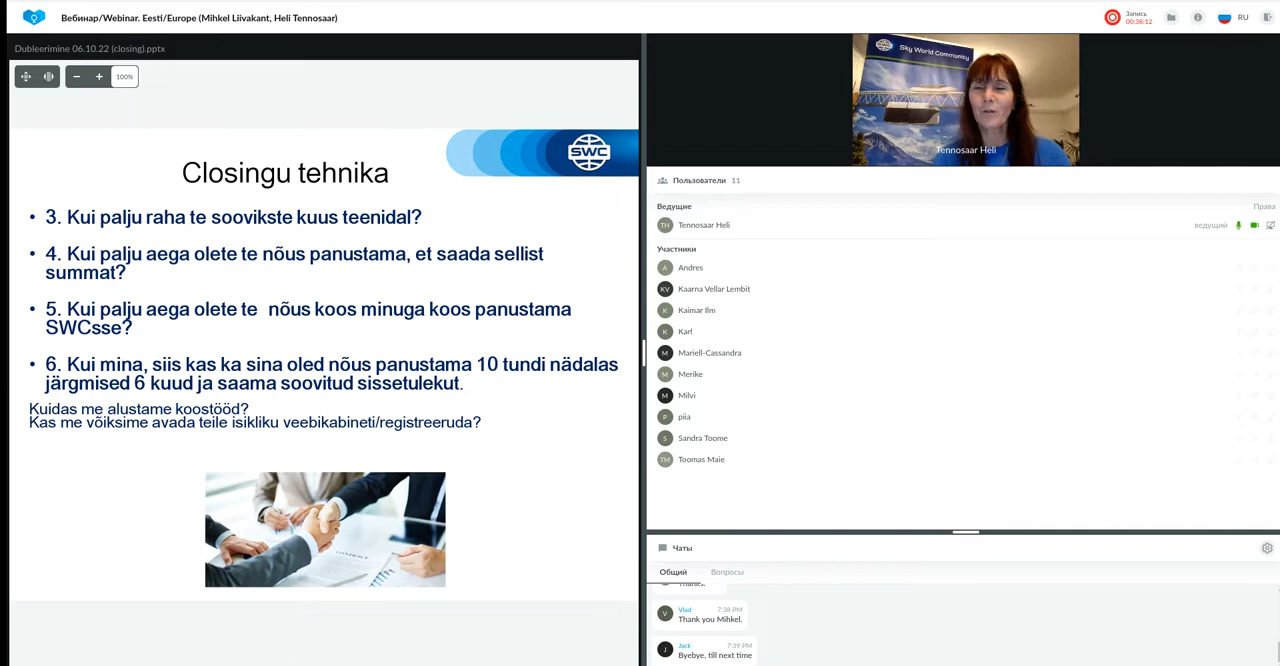 Вебинар/Webinar. Eesti/Europe (Mihkel Liivakant, Heli Tennosaar)
Запись
00:38:12
RU
Dubleerimine 06.10.22 (closing).pptx
100%
SWC
Closingu tehnika
• 3. Kui palju raha te soovikste kuus teenidal?
• 4. Kui palju aega olete te nõus panustama, et saada sellist
summat?
• 5. Kui palju aega olete te nõus koos minuga koos panustama
SWCsse?
• 6. Kui mina, siis kas ka sina oled nõus panustama 10 tundi nädalas
järgmised 6 kuud ja saama soovitud sissetulekut.
Kuidas me alustame koostööd?
Kas me võiksime avada teile isikliku veebikabineti/registreeruda?
CONTRACT
Sky World Community
Tennosaar Heli
Пользователи 11
Ведущие Права
TH Tennosaar Heli ведущий
Участники
A Andres
KV Kaarna Vellar Lembit
K Kaimar Ilm
K Karl
M Mariell-Cassandra
M Merike
M Milvi
P piia
S Sandra Toome
TM Toomas Maie
Чаты
Общий Вопросы
Thanks.
V Vlad 7:38 PM
Thank you Mihkel.
J Jack 7:39 PM
Byebye, till next time